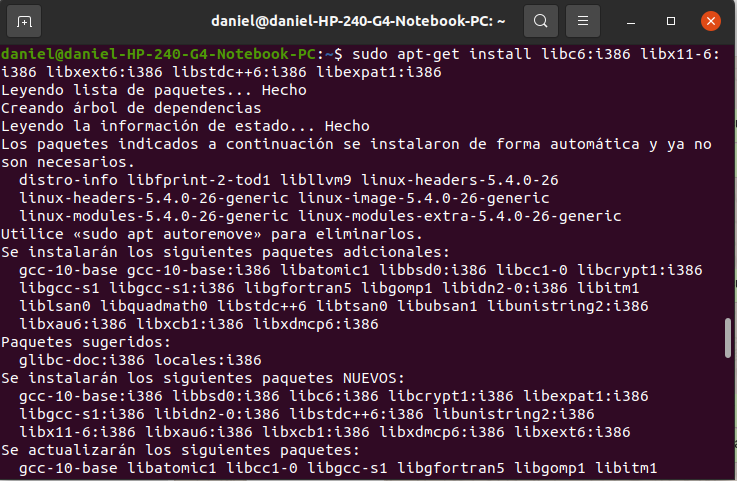 daniel@daniel-HP-240-G4-Notebook-PC: ~
daniel@daniel-HP-240-G4-Notebook-PC:~$ sudo apt-get install libc6:i386 libx11-6:
i386 libxext6:i386 libstdc++6:i386 libexpat1:i386
Leyendo lista de paquetes... Hecho
Creando árbol de dependencias
Leyendo la información de estado... Hecho
Los paquetes indicados a continuación se instalaron de forma automática y ya no
son necesarios.
  distro-info libfprint-2-tod1 libllvm9 linux-headers-5.4.0-26
  linux-headers-5.4.0-26-generic linux-image-5.4.0-26-generic
  linux-modules-5.4.0-26-generic linux-modules-extra-5.4.0-26-generic
Utilice «sudo apt autoremove» para eliminarlos.
Se instalarán los siguientes paquetes adicionales:
  gcc-10-base gcc-10-base:i386 libatomic1 libbsd0:i386 libcc1-0 libcrypt1:i386
  libgcc-s1 libgcc-s1:i386 libgfortran5 libgomp1 libidn2-0:i386 libitm1
  liblsan0 libquadmath0 libstdc++6 libtsan0 libubsan1 libunistring2:i386
  libxau6:i386 libxcb1:i386 libxdmcp6:i386
Paquetes sugeridos:
  glibc-doc:i386 locales:i386
Se instalarán los siguientes paquetes NUEVOS:
  gcc-10-base:i386 libbsd0:i386 libc6:i386 libcrypt1:i386 libexpat1:i386
  libgcc-s1:i386 libidn2-0:i386 libstdc++6:i386 libunistring2:i386
  libx11-6:i386 libxau6:i386 libxcb1:i386 libxdmcp6:i386 libxext6:i386
Se actualizarán los siguientes paquetes:
  gcc-10-base libatomic1 libcc1-0 libgcc-s1 libgfortran5 libgomp1 libitm1